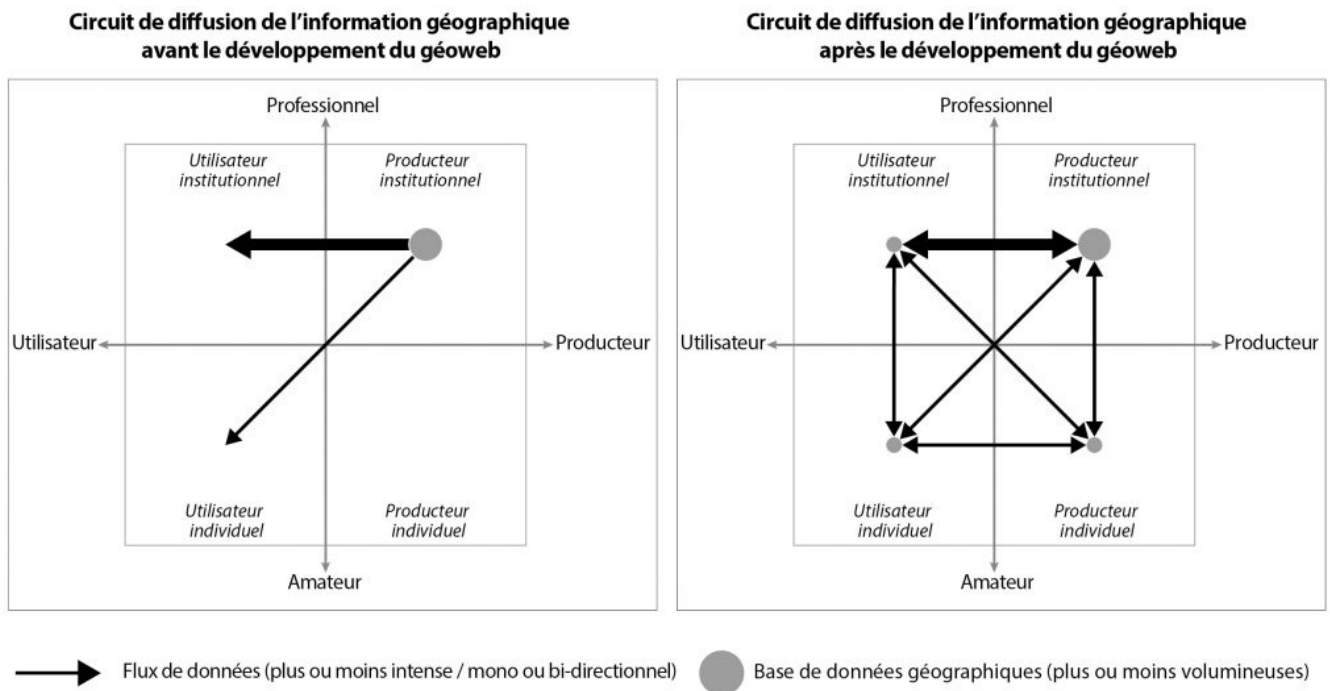 Circuit de diffusion de l’information géographique
avant le développement du géoweb
Professionnel
Utilisateur
institutionnel
Producteur
institutionnel
Utilisateur
Producteur
Utilisateur
individuel
Producteur
individuel
Amateur
Circuit de diffusion de l’information géographique
après le développement du géoweb
Professionnel
Utilisateur
institutionnel
Producteur
institutionnel
Utilisateur
Producteur
Utilisateur
individuel
Producteur
individuel
Amateur
Flux de données (plus ou moins intense / mono ou bi-directionnel)
Base de données géographiques (plus ou moins volumineuses)